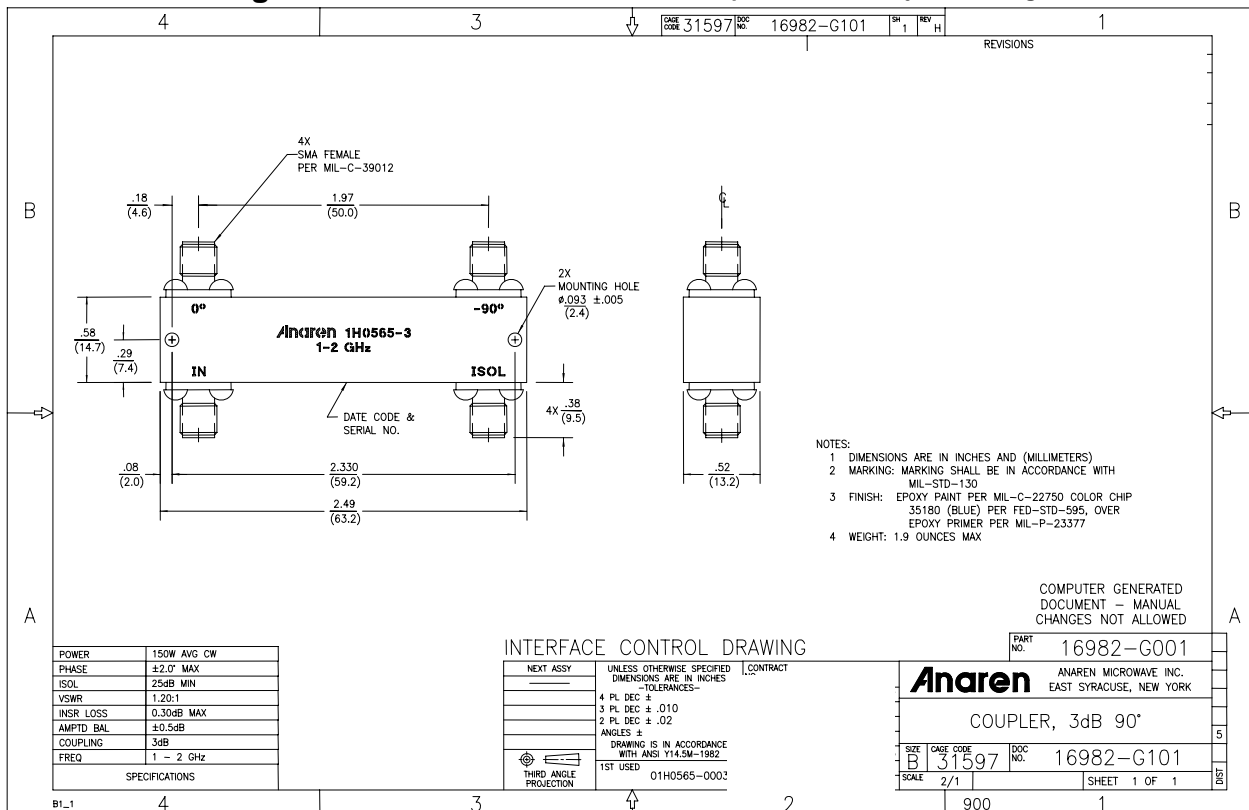 4
3
CAGE CODE 31597 DOC NO. 16982-G101 SH 1 REV H
1
REVISIONS
4X
SMA FEMALE
PER MIL-C-39012
B
B
.18
(4.6)
1.97
(50.0)
CL
2X
MOUNTING HOLE
ø.093 ±.005
(2.4)
0º
-90º
Anaren 1H0565-3
1-2 GHz
.58
(14.7)
.29
(7.4)
IN
ISOL
4X .38
(9.5)
DATE CODE &
SERIAL NO.
.08
(2.0)
2.330
(59.2)
2.49
(63.2)
.52
(13.2)
NOTES:
1 DIMENSIONS ARE IN INCHES AND (MILLIMETERS)
2 MARKING: MARKING SHALL BE IN ACCORDANCE WITH
MIL-STD-130
3 FINISH: EPOXY PAINT PER MIL-C-22750 COLOR CHIP
35180 (BLUE) PER FED-STD-595, OVER
EPOXY PRIMER PER MIL-P-23377
4 WEIGHT: 1.9 OUNCES MAX
COMPUTER GENERATED
DOCUMENT - MANUAL
CHANGES NOT ALLOWED
A
A
POWER 150W AVG CW
PHASE ±2.0° MAX
ISOL 25dB MIN
VSWR 1.20:1
INSR LOSS 0.30dB MAX
AMPTD BAL ±0.5dB
COUPLING 3dB
FREQ 1 - 2 GHz
SPECIFICATIONS
INTERFACE CONTROL DRAWING
NEXT ASSY
UNLESS OTHERWISE SPECIFIED
DIMENSIONS ARE IN INCHES
-TOLERANCES-
4 PL DEC ±
3 PL DEC ± .010
2 PL DEC ± .02
ANGLES ±
DRAWING IS IN ACCORDANCE
WITH ANSI Y14.5M-1982
THIRD ANGLE
PROJECTION
1ST USED
01H0565-0003
CONTRACT
PART NO. 16982-G001
Anaren
ANAREN MICROWAVE INC.
EAST SYRACUSE, NEW YORK
COUPLER, 3dB 90°
SIZE B CAGE CODE 31597 DOC NO. 16982-G101
SCALE 2/1 SHEET 1 OF 1
5
DIST
B1_1
4
3
2
900
1